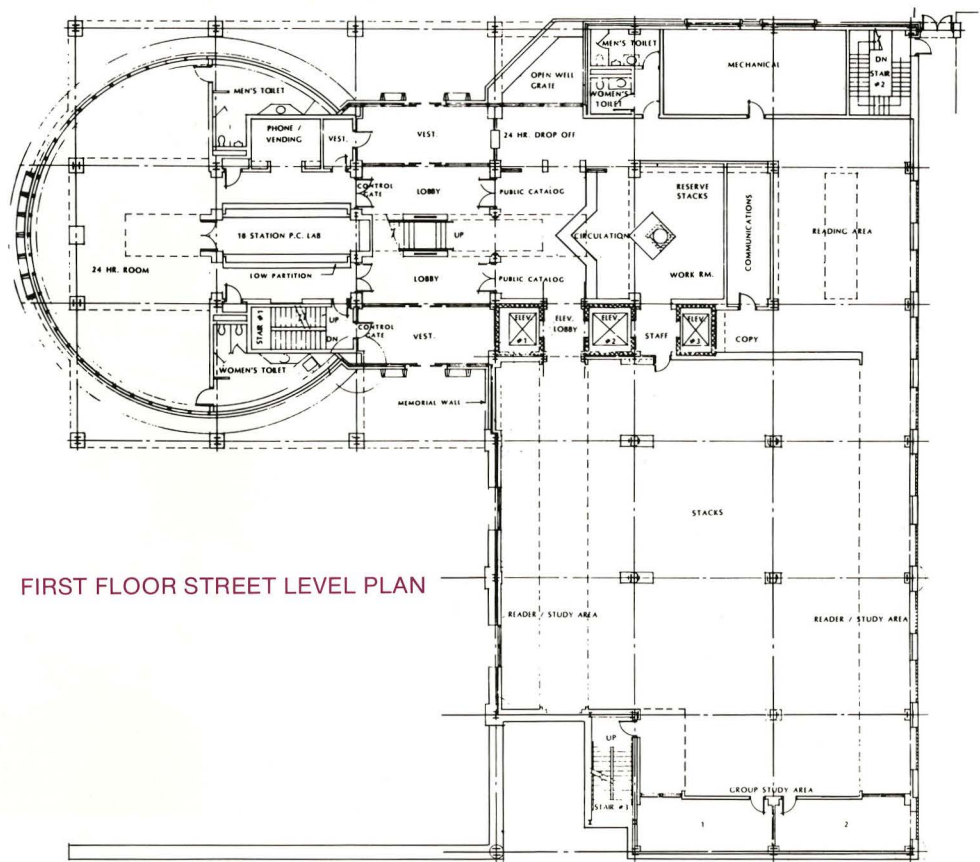 MEN'S TOILET
MECHANICAL
DN
STAIR
#2
OPEN WELL
GRATE
WOMEN'S
TOILET
MEN'S TOILET
PHONE /
VENDING
VEST.
VEST.
24 HR. DROP OFF
CONTROL
GATE
LOBBY
PUBLIC CATALOG
RESERVE
STACKS
COMMUNICATIONS
READING AREA
16 STATION P.C. LAB
UP
CIRCULATION
24 HR. ROOM
LOW PARTITION
LOBBY
PUBLIC CATALOG
WORK RM.
STAIR #1
UP
DN
CONTROL
GATE
VEST.
ELEV.
#1
ELEV.
LOBBY
ELEV.
#2
STAFF
ELEV.
#3
COPY
WOMEN'S TOILET
MEMORIAL WALL
STACKS
FIRST FLOOR STREET LEVEL PLAN
READER / STUDY AREA
READER / STUDY AREA
UP
STAIR #3
GROUP STUDY AREA
1
2